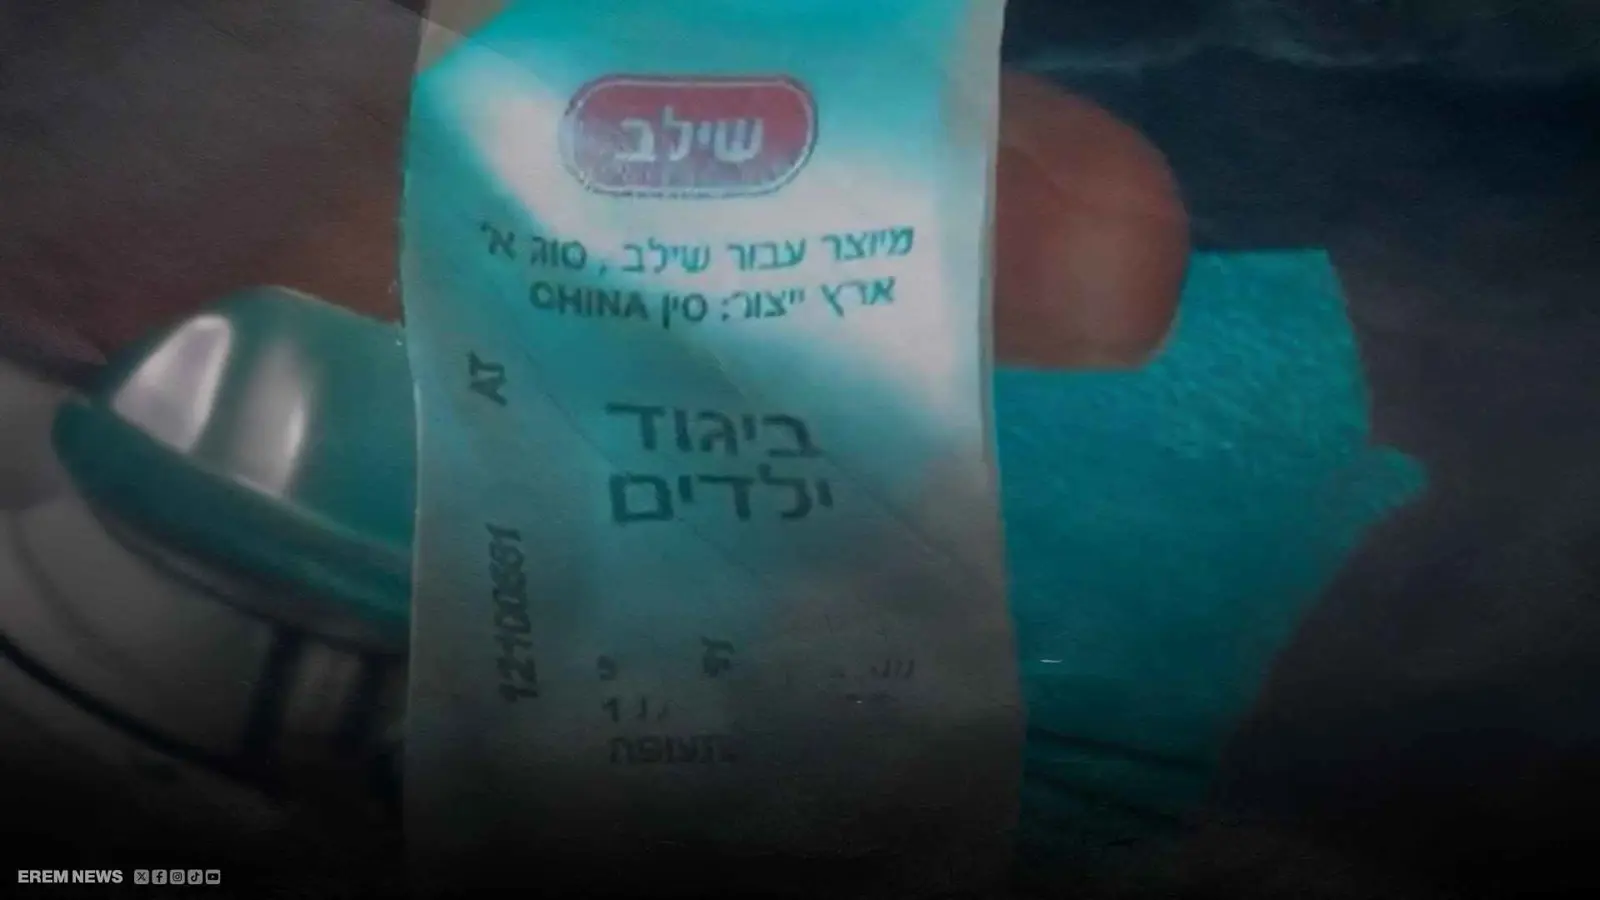 שילב
מיוצר עבור שילב, סוג א'
ארץ ייצור: סין CHINA
AT
ביגוד
ילדים
EREM NEWS